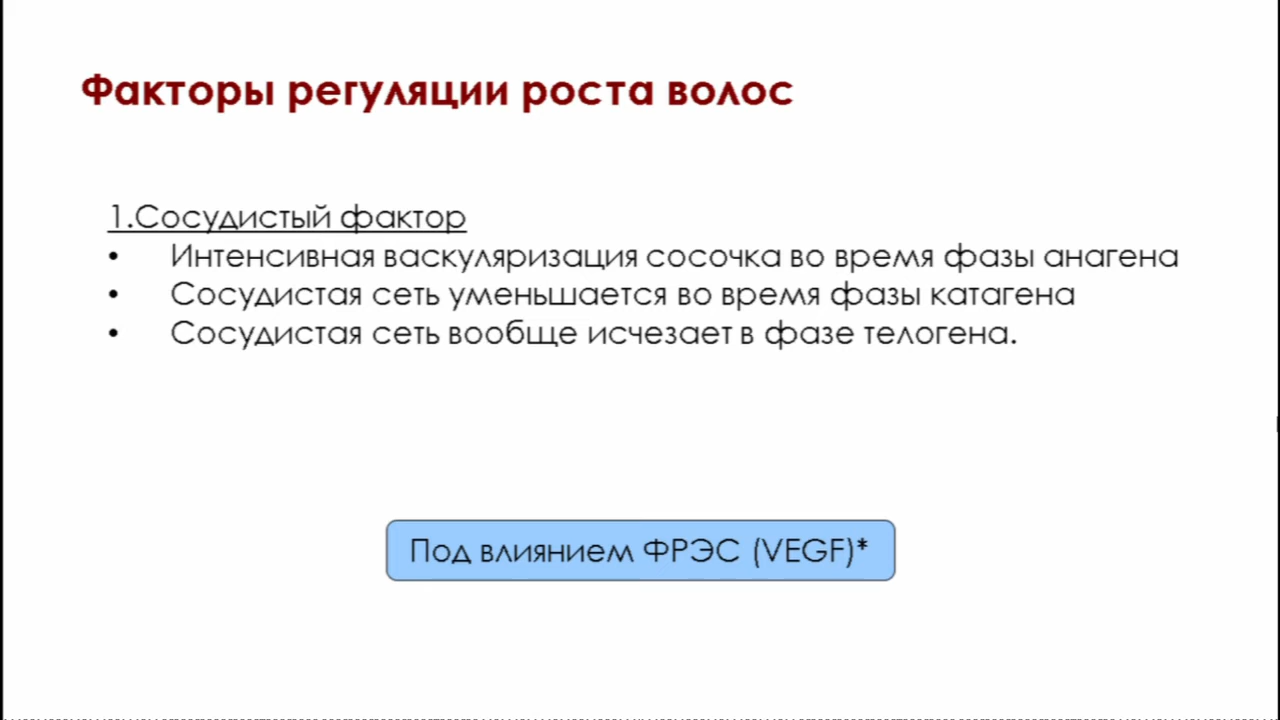 Факторы регуляции роста волос
1.Сосудистый фактор
• Интенсивная васкуляризация сосочка во время фазы анагена
• Сосудистая сеть уменьшается во время фазы катагена
• Сосудистая сеть вообще исчезает в фазе телогена.
Под влиянием ФРЭС (VEGF)*